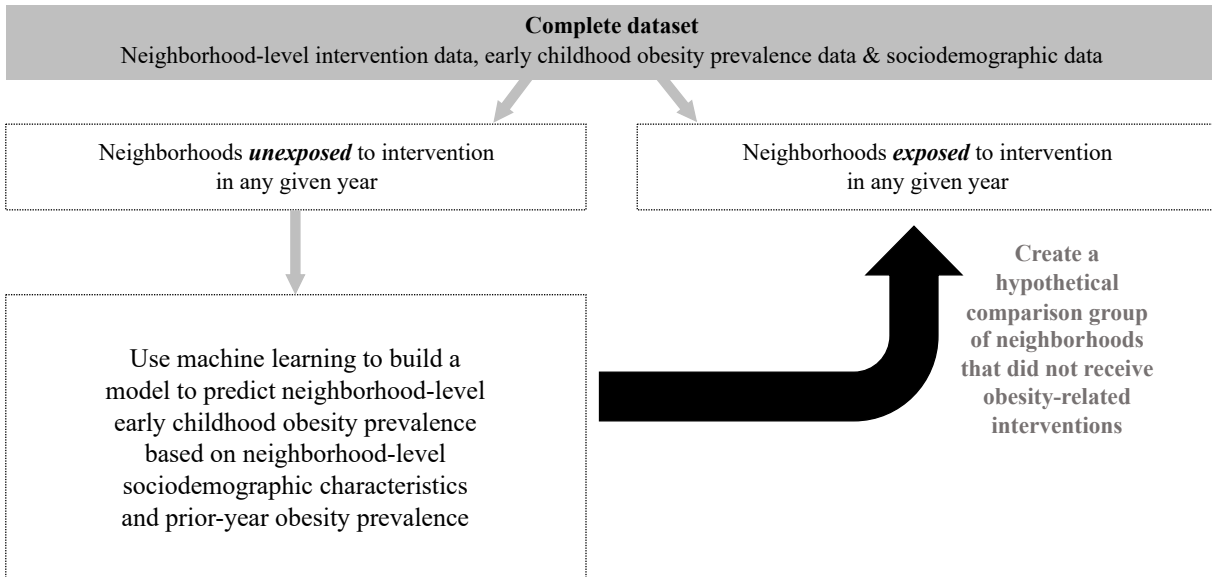 Complete dataset
Neighborhood-level intervention data, early childhood obesity prevalence data & sociodemographic data
Neighborhoods unexposed to intervention
in any given year
Neighborhoods exposed to intervention
in any given year
Create a
hypothetical
comparison group
of neighborhoods
that did not receive
obesity-related
interventions
Use machine learning to build a
model to predict neighborhood-level
early childhood obesity prevalence
based on neighborhood-level
sociodemographic characteristics
and prior-year obesity prevalence